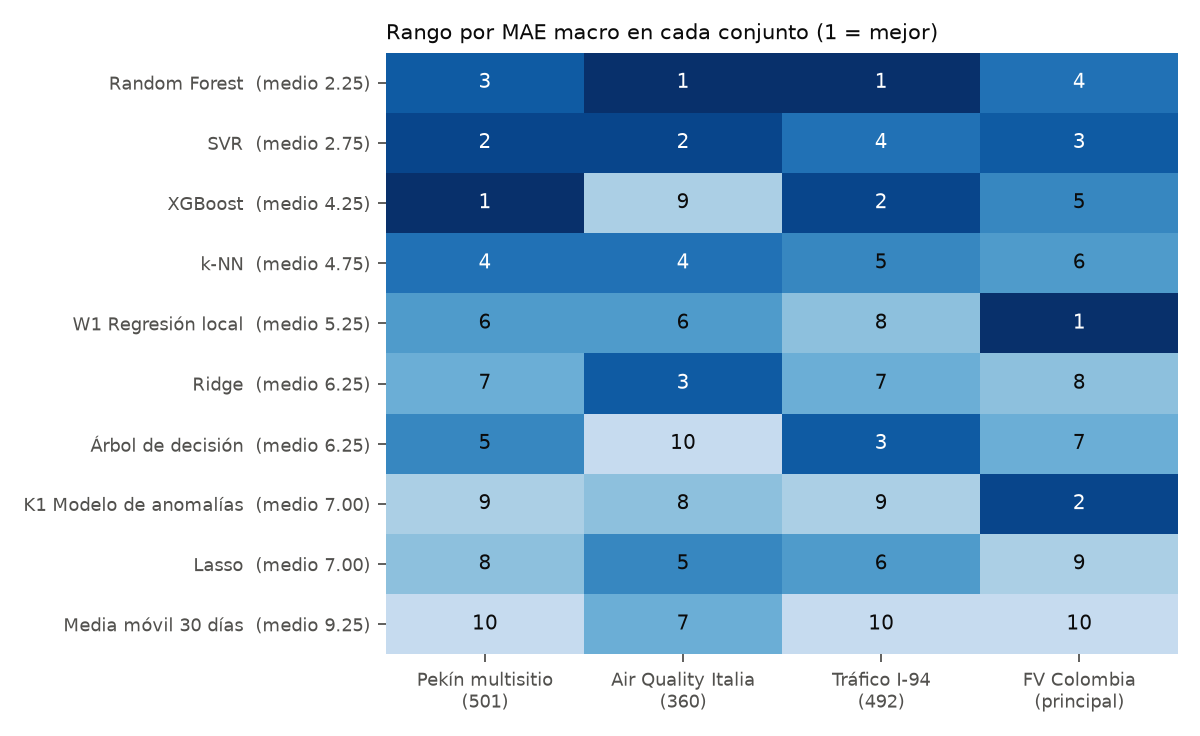 Rango por MAE macro en cada conjunto (1 = mejor)
Random Forest (medio 2.25) 3 1 1 4
SVR (medio 2.75) 2 2 4 3
XGBoost (medio 4.25) 1 9 2 5
k-NN (medio 4.75) 4 4 5 6
W1 Regresión local (medio 5.25) 6 6 8 1
Ridge (medio 6.25) 7 3 7 8
Árbol de decisión (medio 6.25) 5 10 3 7
K1 Modelo de anomalías (medio 7.00) 9 8 9 2
Lasso (medio 7.00) 8 5 6 9
Media móvil 30 días (medio 9.25) 10 7 10 10
Pekín multisitio Air Quality Italia Tráfico I-94 FV Colombia
(501) (360) (492) (principal)